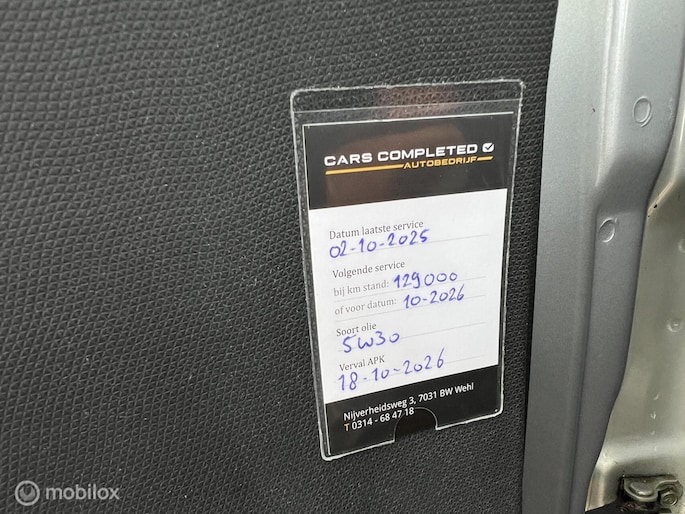 CARS COMPLETED
AUTOBEDRIJF
Datum laatste service
02-10-2025
Volgende service
bij km stand: 129000
of voor datum: 10-2026
Soort olie
5W30
Verval APK
18-10-2026
Nijverheidsweg 3, 7031 BW Wehl
T 0314 - 68 47 18
mobilox